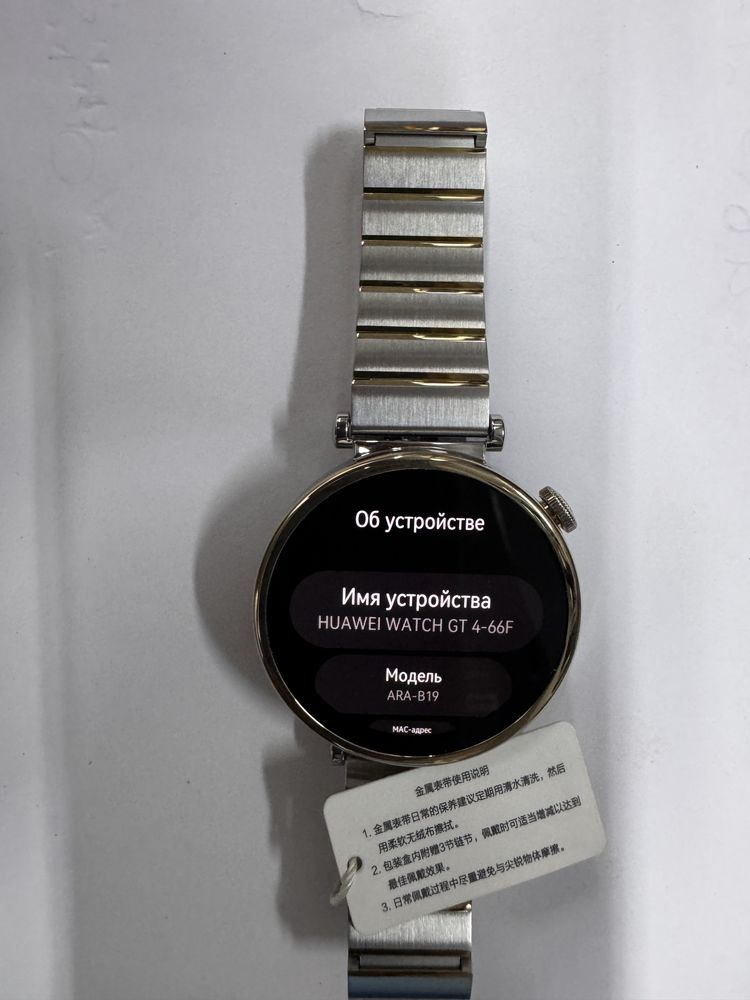 Об устройстве
Имя устройства
HUAWEI WATCH GT 4-66F
Модель
ARA-B19
MAC-адрес
金属表带使用说明
1. 金属表带日常的保养建议定期用清水清洗，然后
用柔软无绒布擦拭。
2. 包装盒内附赠3节链节，佩戴时可适当增减以达到
最佳佩戴效果。
3. 日常佩戴过程中尽量避免与尖锐物体摩擦。